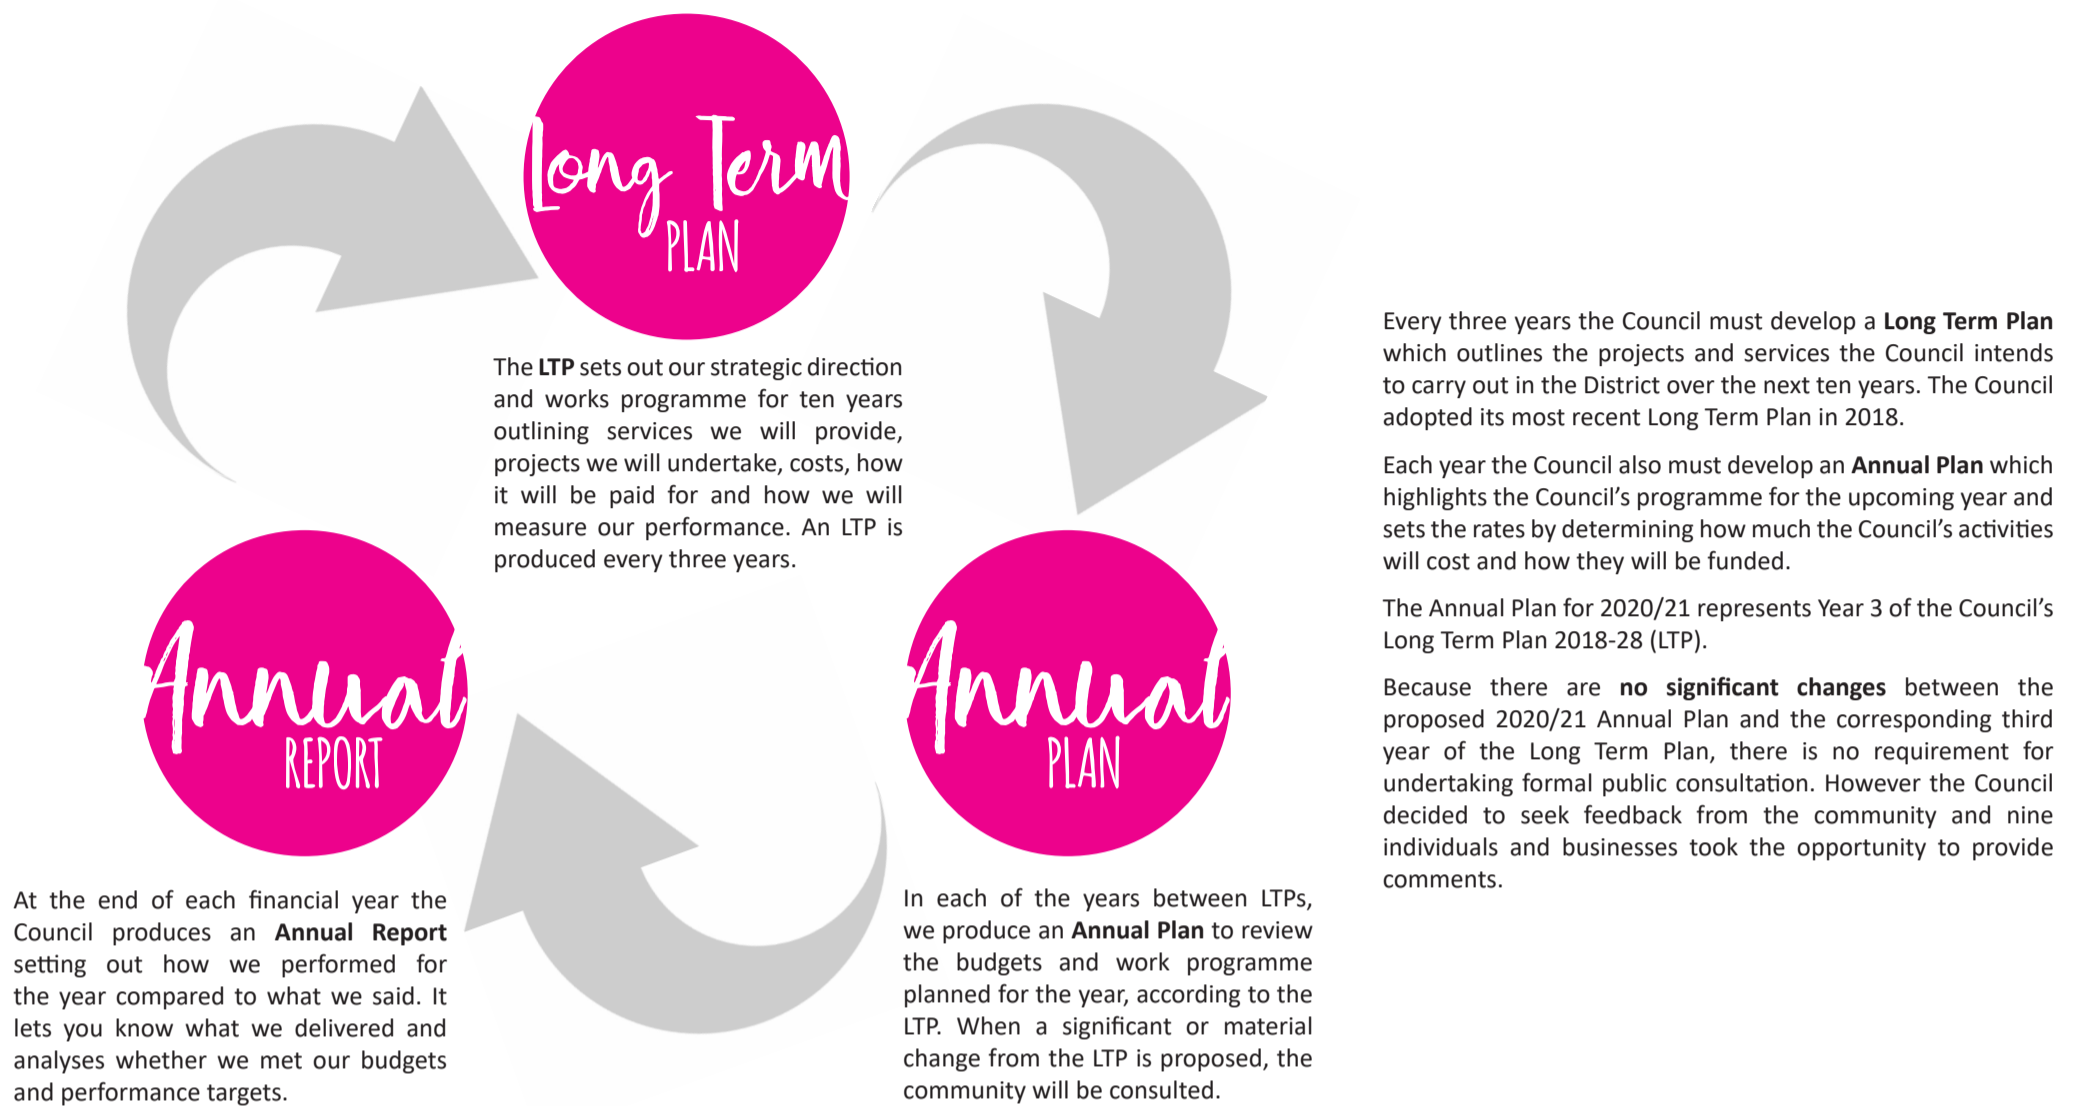 Long Term
PLAN
The LTP sets out our strategic direction
and works programme for ten years
outlining services we will provide,
projects we will undertake, costs, how
it will be paid for and how we will
measure our performance. An LTP is
produced every three years.
Annual
PLAN
In each of the years between LTPs,
we produce an Annual Plan to review
the budgets and work programme
planned for the year, according to the
LTP. When a significant or material
change from the LTP is proposed, the
community will be consulted.
Annual
REPORT
At the end of each financial year the
Council produces an Annual Report
setting out how we performed for
the year compared to what we said. It
lets you know what we delivered and
analyses whether we met our budgets
and performance targets.
Every three years the Council must develop a Long Term Plan
which outlines the projects and services the Council intends
to carry out in the District over the next ten years. The Council
adopted its most recent Long Term Plan in 2018.
Each year the Council also must develop an Annual Plan which
highlights the Council’s programme for the upcoming year and
sets the rates by determining how much the Council’s activities
will cost and how they will be funded.
The Annual Plan for 2020/21 represents Year 3 of the Council’s
Long Term Plan 2018-28 (LTP).
Because there are no significant changes between the
proposed 2020/21 Annual Plan and the corresponding third
year of the Long Term Plan, there is no requirement for
undertaking formal public consultation. However the Council
decided to seek feedback from the community and nine
individuals and businesses took the opportunity to provide
comments.